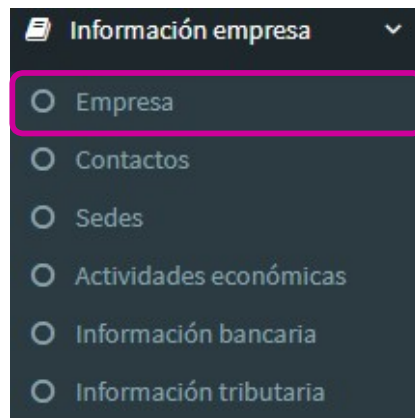 Información empresa
Empresa
Contactos
Sedes
Actividades económicas
Información bancaria
Información tributaria